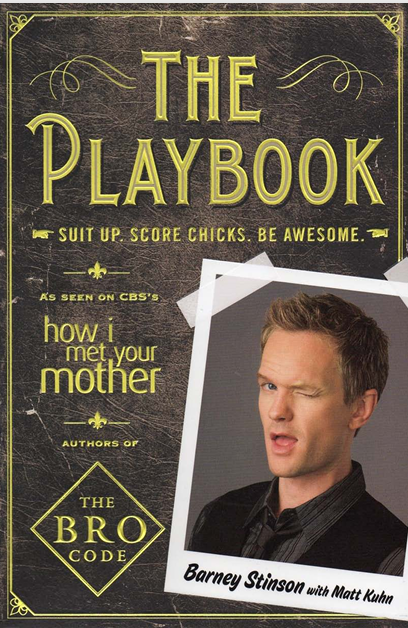 THE
PLAYBOOK
SUIT UP. SCORE CHICKS. BE AWESOME.
AS SEEN ON CBS's
how i
met your
mother
AUTHORS OF
THE
BRO
CODE
Barney Stinson with Matt Kuhn